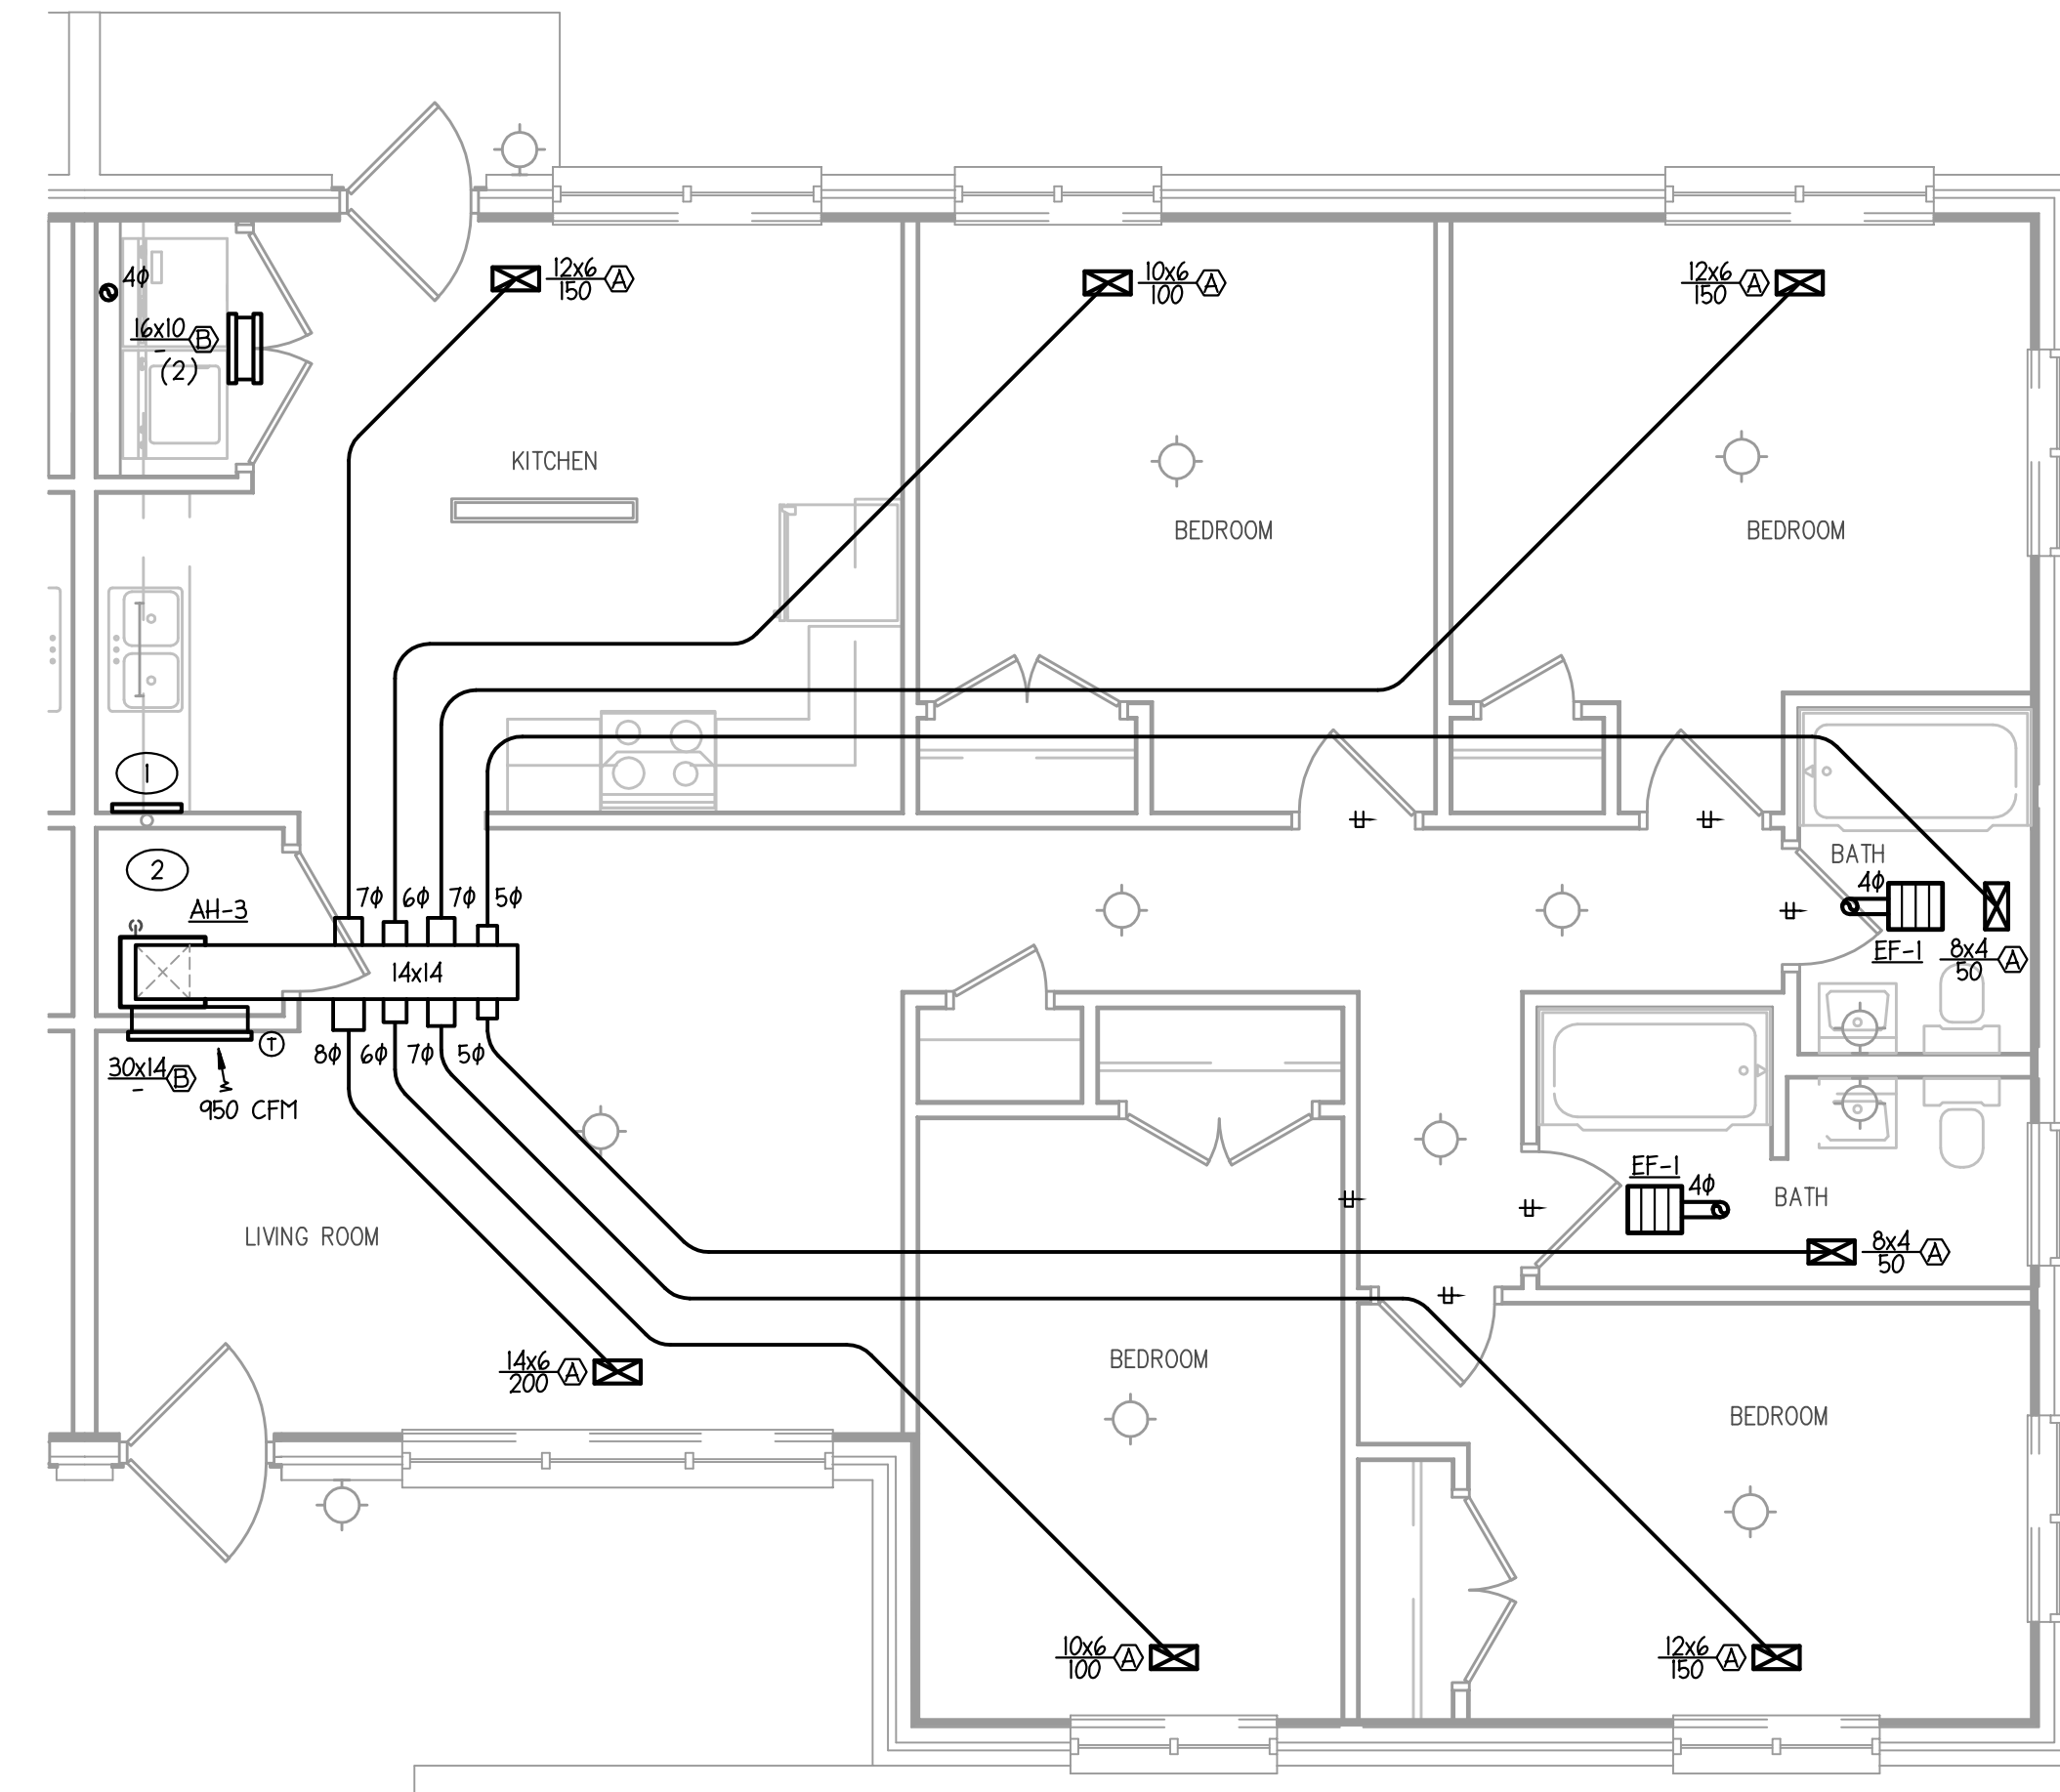 12x6
150
A
10x6
100
A
12x6
150
A
4ϕ
16x10
-
B
(2)
KITCHEN
BEDROOM
BEDROOM
1
2
AH-3
7ϕ
6ϕ
7ϕ
5ϕ
14x14
BATH
4ϕ
EF-1
8x4
50
A
8ϕ
6ϕ
7ϕ
5ϕ
T
30x14
-
B
950 CFM
LIVING ROOM
EF-1
4ϕ
BATH
8x4
50
A
14x6
200
A
BEDROOM
BEDROOM
10x6
100
A
12x6
150
A